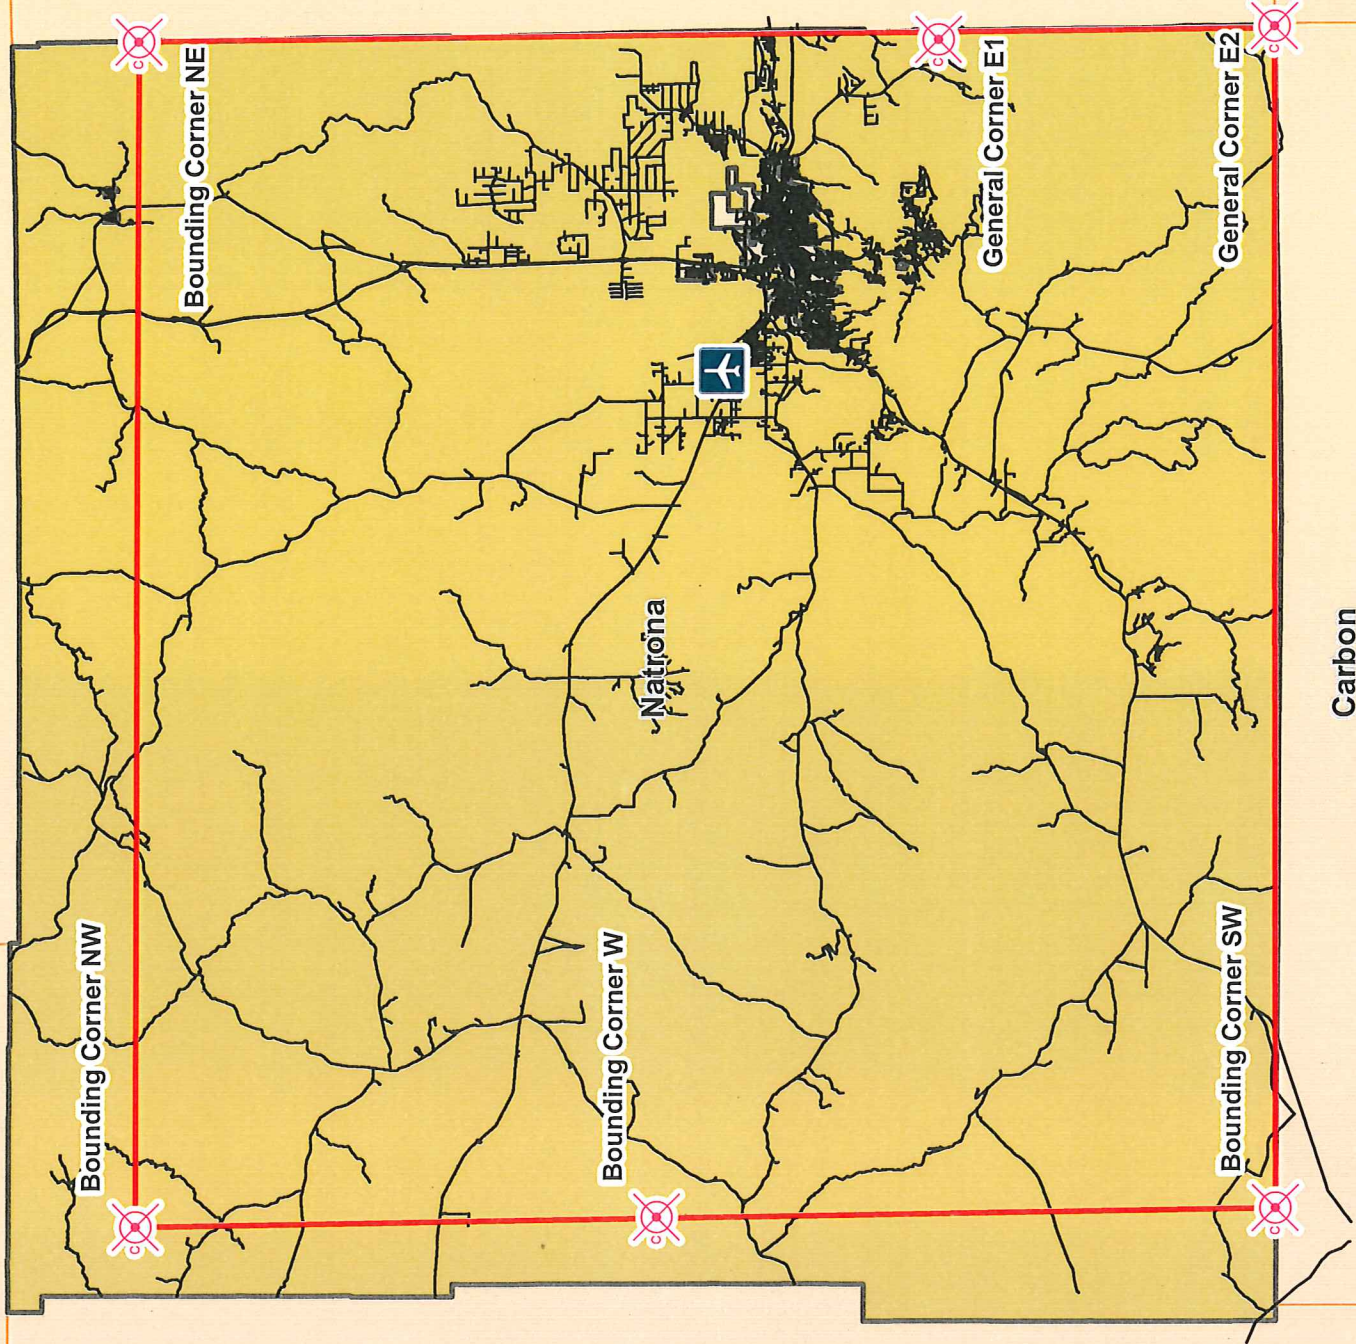 Bounding Corner NW
Bounding Corner NE
Bounding Corner W
Natrona
General Corner E1
Bounding Corner SW
General Corner E2
Carbon
C
C
C
C
C
C